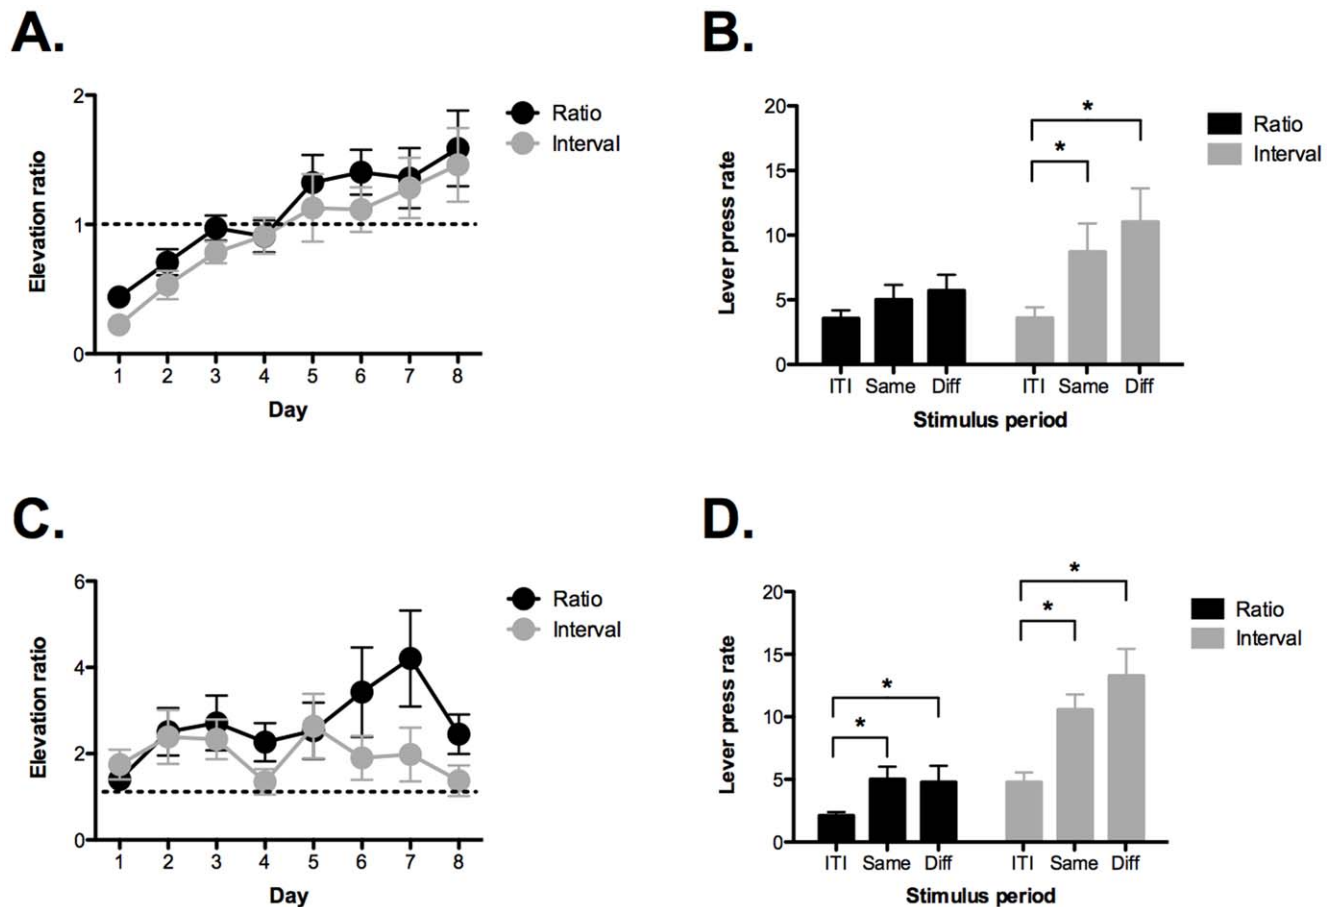 A.
Elevation ratio
2
1
0
1 2 3 4 5 6 7 8
Day
Ratio
Interval
B.
Lever press rate
20
15
10
5
0
* *
ITI Same Diff ITI Same Diff
Stimulus period
Ratio
Interval
C.
Elevation ratio
6
4
2
0
1 2 3 4 5 6 7 8
Day
Ratio
Interval
D.
Lever press rate
20
15
10
5
0
* * * *
ITI Same Diff ITI Same Diff
Stimulus period
Ratio
Interval